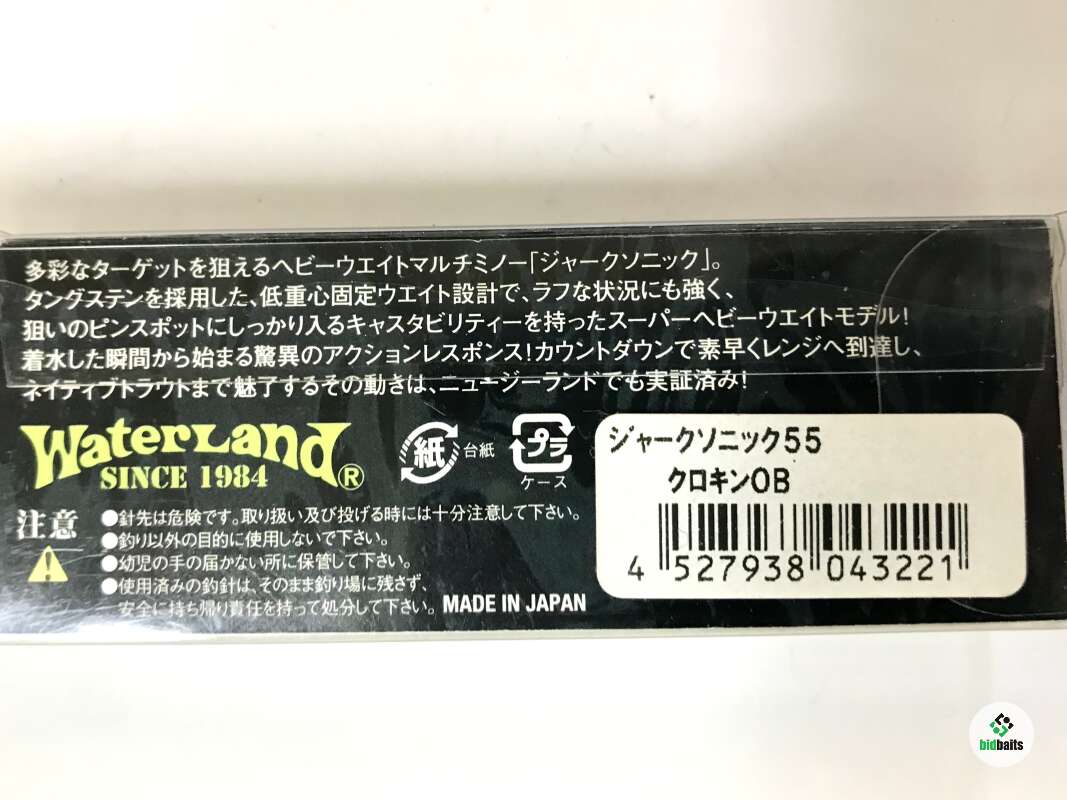 多彩なターゲットを狙えるヘビーウエイトマルチミノー「ジャークソニック」。
タングステンを採用した、低重心固定ウエイト設計で、ラフな状況にも強く、
狙いのピンスポットにしっかり入るキャスタビリティーを持ったスーパーヘビーウエイトモデル!
着水した瞬間から始まる驚異のアクションレスポンス!カウントダウンで素早くレンジへ到達し、
ネイティブトラウトまで魅了するその動きは、ニュージーランドでも実証済み!
WaterLand®
SINCE 1984
紙 台紙
プラ
ケース
ジャークソニック55
クロキンOB
4 527938 043221
注意
●針先は危険です。取り扱い及び投げる時には十分注意して下さい。
●釣り以外の目的に使用しないで下さい。
●幼児の手の届かない所に保管して下さい。
●使用済みの釣針は、そのまま釣り場に残さず、
安全に持ち帰り責任を持って処分して下さい。 MADE IN JAPAN
bidbaits